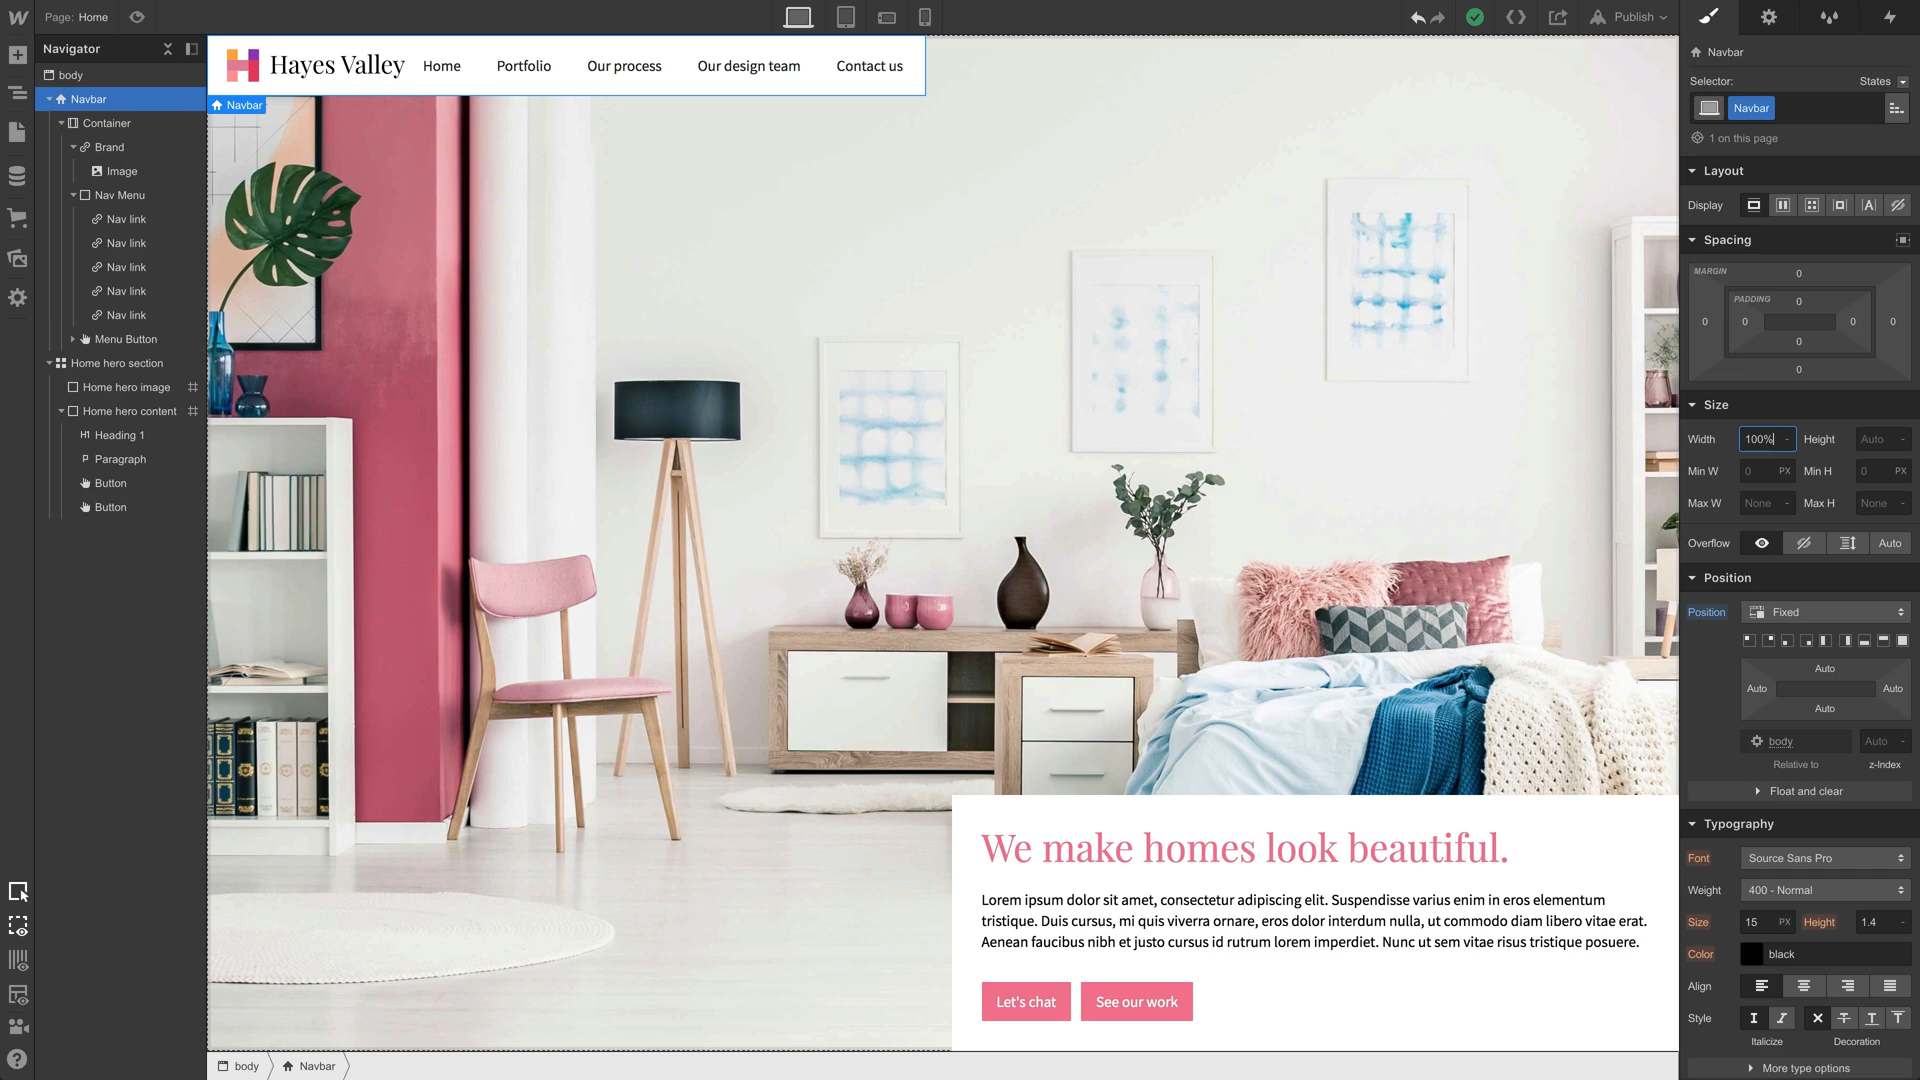 Page: Home
Publish
Navigator
body
Navbar
Container
Brand
Image
Nav Menu
Nav link
Nav link
Nav link
Nav link
Nav link
Menu Button
Home hero section
Home hero image
Home hero content
H1 Heading 1
P Paragraph
Button
Button
Hayes Valley
Home
Portfolio
Our process
Our design team
Contact us
Navbar
We make homes look beautiful.
Lorem ipsum dolor sit amet, consectetur adipiscing elit. Suspendisse varius enim in eros elementum
tristique. Duis cursus, mi quis viverra ornare, eros dolor interdum nulla, ut commodo diam libero vitae erat.
Aenean faucibus nibh et justo cursus id rutrum lorem imperdiet. Nunc ut sem vitae risus tristique posuere.
Let's chat
See our work
body
Navbar
Navbar
Selector:
States
Navbar
1 on this page
Layout
Display
Spacing
MARGIN
0
PADDING
0
0
0
0
0
0
0
Size
Width 100% - Height Auto -
Min W 0 PX Min H 0 PX
Max W None - Max H None -
Overflow Auto
Position
Position Fixed
Auto
Auto
Auto
Auto
body Auto -
Relative to z-Index
Float and clear
Typography
Font Source Sans Pro
Weight 400 - Normal
Size 15 PX Height 1.4 -
Color black
Align
Style
Italicize Decoration
More type options